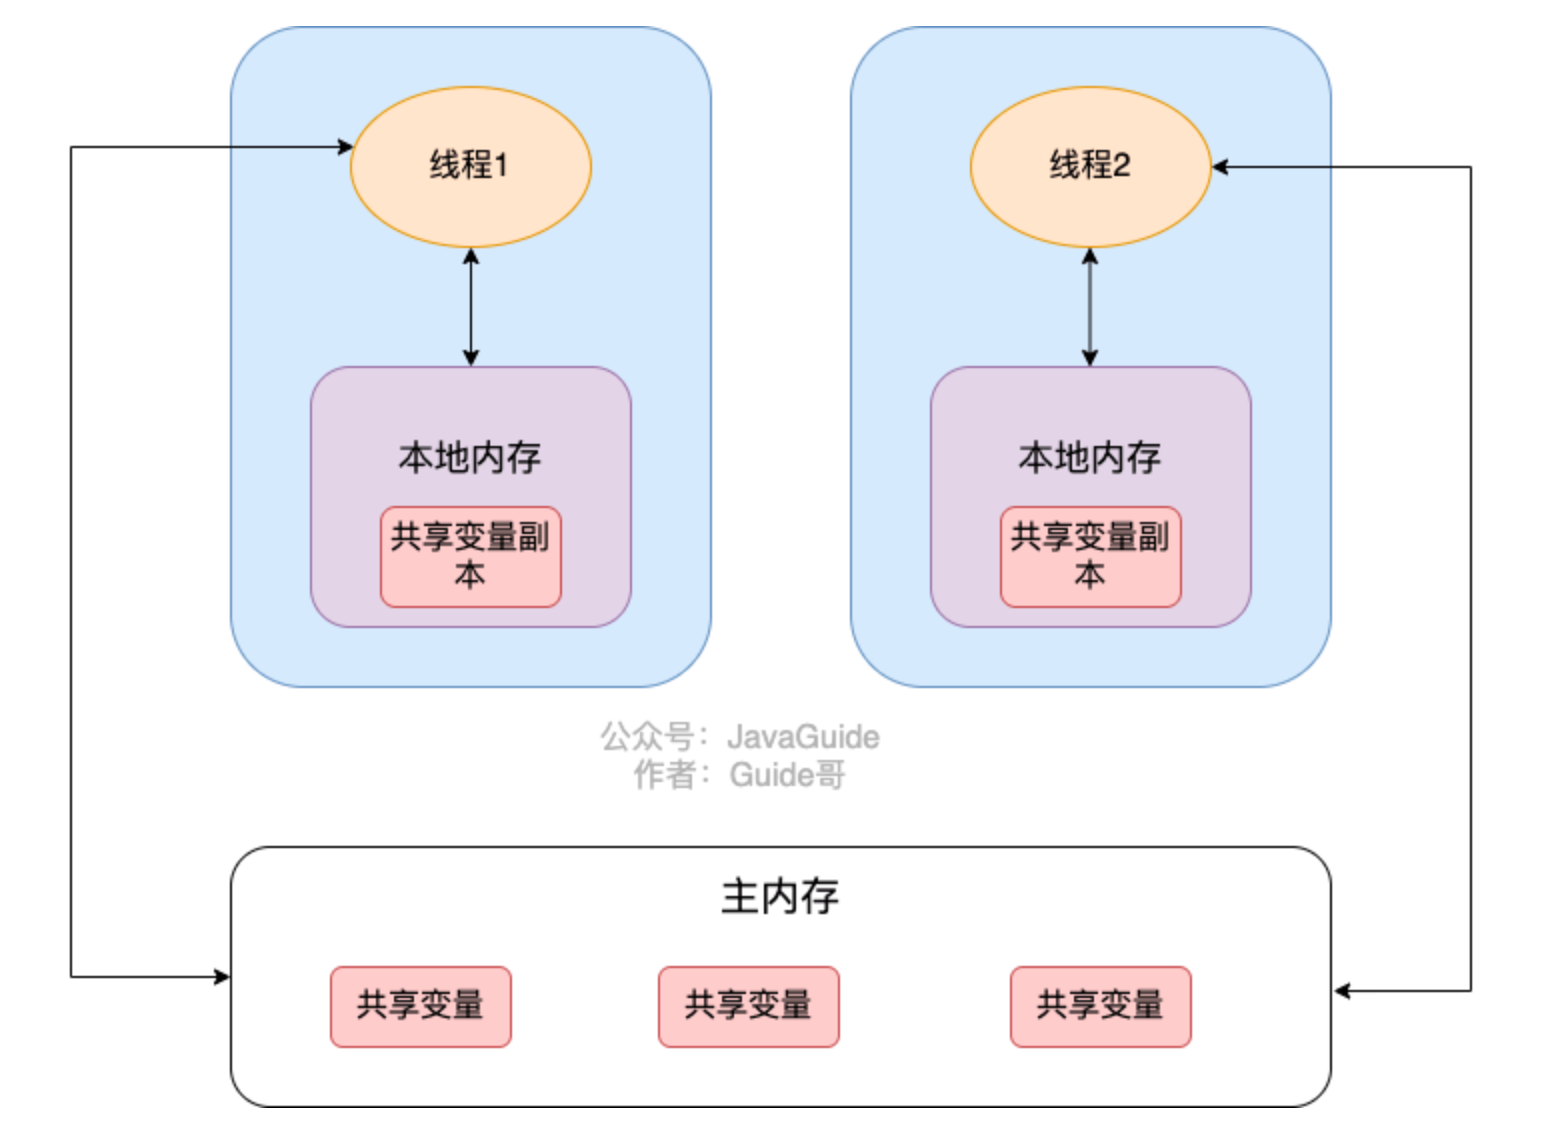 线程1
线程2
本地内存
共享变量副
本
本地内存
共享变量副
本
公众号：JavaGuide
作者：Guide哥
主内存
共享变量
共享变量
共享变量